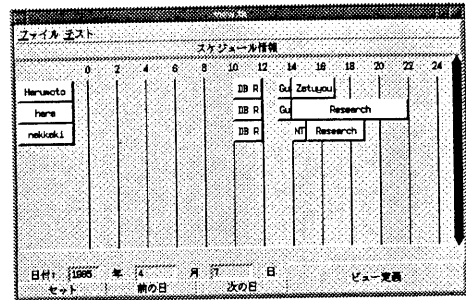 ファイル テスト
スケジュール情報
0 2 4 6 8 10 12 14 16 18 20 22 24
Harumoto DB R Gu Zetuyou
hara DB R Gu Research
nakkaki DB R NT Research
日付: 1995 年 4 月 7 日 ビュー定義
セット 前の日 次の日